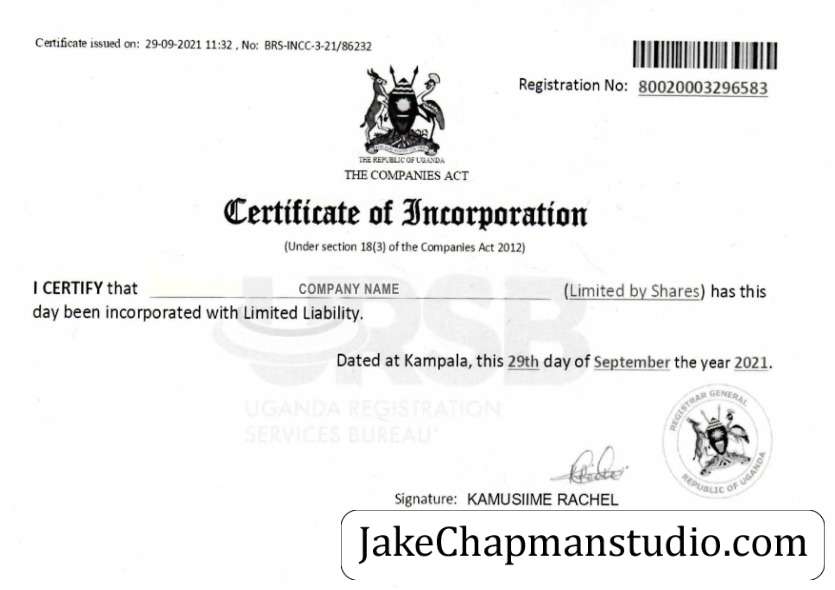 Certificate issued on: 29-09-2021 11:32 , No: BRS-INCC-3-21/86232
Registration No: 80020003296583
THE REPUBLIC OF UGANDA
THE COMPANIES ACT
Certificate of Incorporation
(Under section 18(3) of the Companies Act 2012)
I CERTIFY that COMPANY NAME (Limited by Shares) has this
day been incorporated with Limited Liability.
URSB
Dated at Kampala, this 29th day of September the year 2021.
UGANDA REGISTRATION
SERVICES BUREAU
REGISTRAR GENERAL
REPUBLIC OF UGANDA
Signature: KAMUSIIME RACHEL
JakeChapmanstudio.com